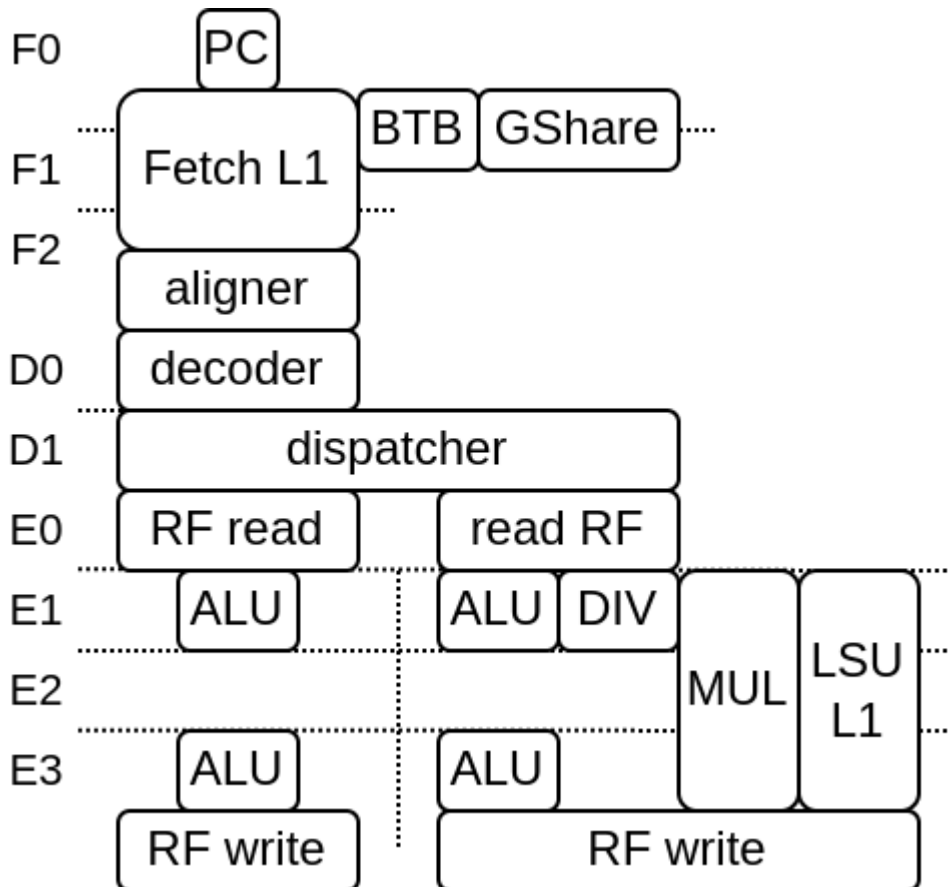 F0
PC
BTB
GShare
F1
Fetch L1
F2
aligner
D0
decoder
D1
dispatcher
E0
RF read
read RF
E1
ALU
ALU
DIV
E2
MUL
LSU
L1
E3
ALU
ALU
RF write
RF write